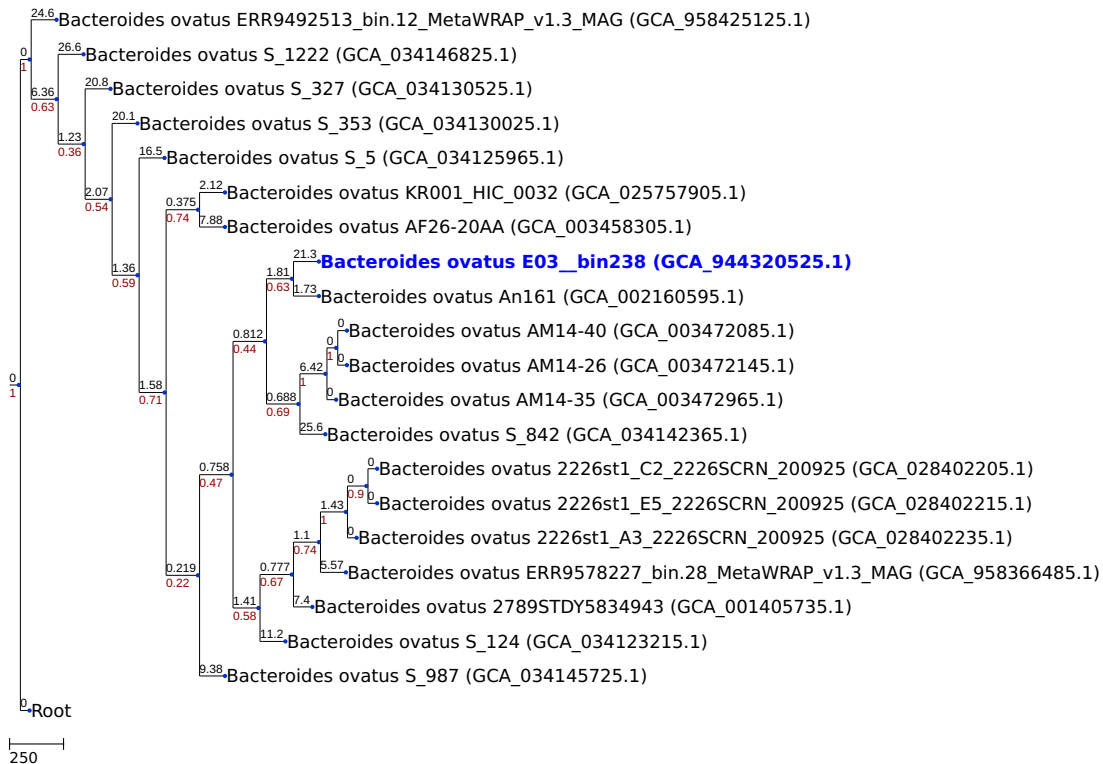 24.6
Bacteroides ovatus ERR9492513_bin.12_MetaWRAP_v1.3_MAG (GCA_958425125.1)
0
1
26.6
Bacteroides ovatus S_1222 (GCA_034146825.1)
6.36
0.63
20.8
Bacteroides ovatus S_327 (GCA_034130525.1)
1.23
0.36
20.1
Bacteroides ovatus S_353 (GCA_034130025.1)
2.07
0.54
16.5
Bacteroides ovatus S_5 (GCA_034125965.1)
1.36
0.59
2.12
Bacteroides ovatus KR001_HIC_0032 (GCA_025757905.1)
0.375
0.74
7.88
Bacteroides ovatus AF26-20AA (GCA_003458305.1)
21.3
Bacteroides ovatus E03__bin238 (GCA_944320525.1)
1.81
0.63
1.73
Bacteroides ovatus An161 (GCA_002160595.1)
0.812
0.44
0
Bacteroides ovatus AM14-40 (GCA_003472085.1)
0
1
0
Bacteroides ovatus AM14-26 (GCA_003472145.1)
6.42
1
0
Bacteroides ovatus AM14-35 (GCA_003472965.1)
0.688
0.69
25.6
Bacteroides ovatus S_842 (GCA_034142365.1)
0
1
1.58
0.71
0.758
0.47
0
Bacteroides ovatus 2226st1_C2_2226SCRN_200925 (GCA_028402205.1)
0
0.9
0
Bacteroides ovatus 2226st1_E5_2226SCRN_200925 (GCA_028402215.1)
1.43
1
0
Bacteroides ovatus 2226st1_A3_2226SCRN_200925 (GCA_028402235.1)
1.1
0.74
5.57
Bacteroides ovatus ERR9578227_bin.28_MetaWRAP_v1.3_MAG (GCA_958366485.1)
0.219
0.22
0.777
0.67
7.4
Bacteroides ovatus 2789STDY5834943 (GCA_001405735.1)
1.41
0.58
11.2
Bacteroides ovatus S_124 (GCA_034123215.1)
9.38
Bacteroides ovatus S_987 (GCA_034145725.1)
0
Root
250